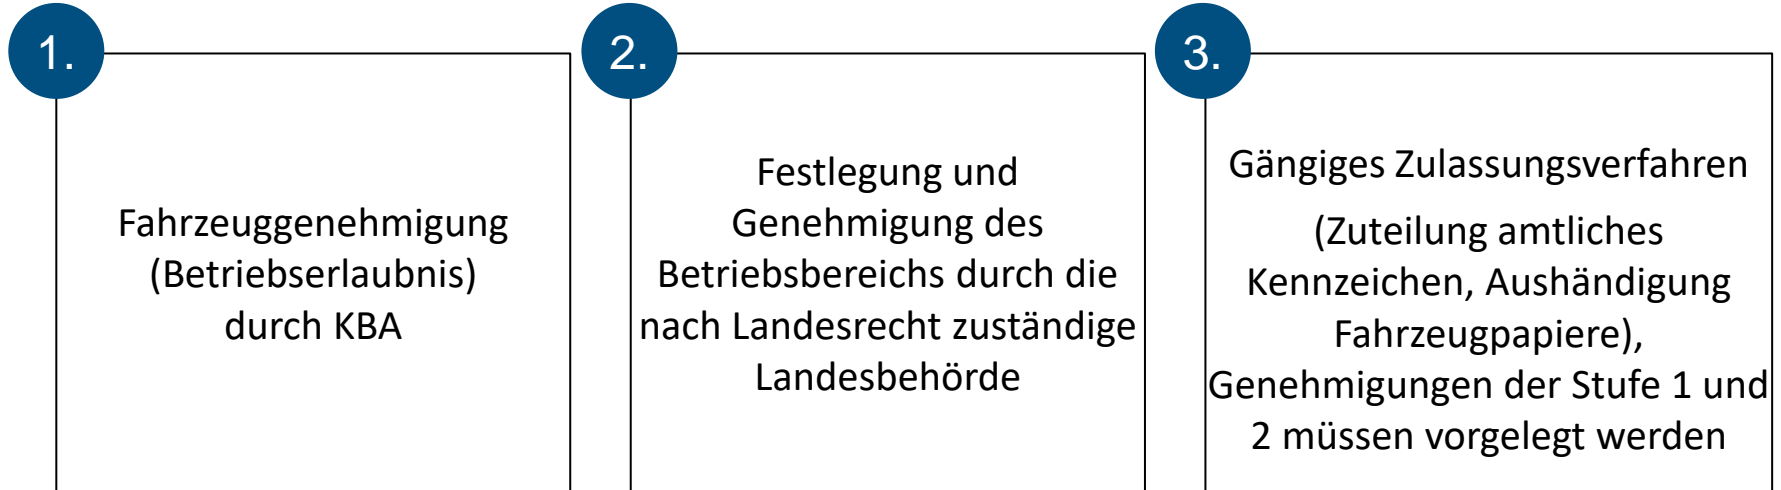 1.
Fahrzeuggenehmigung
(Betriebserlaubnis)
durch KBA
2.
Festlegung und
Genehmigung des
Betriebsbereichs durch die
nach Landesrecht zuständige
Landesbehörde
3.
Gängiges Zulassungsverfahren
(Zuteilung amtliches
Kennzeichen, Aushändigung
Fahrzeugpapiere),
Genehmigungen der Stufe 1 und
2 müssen vorgelegt werden